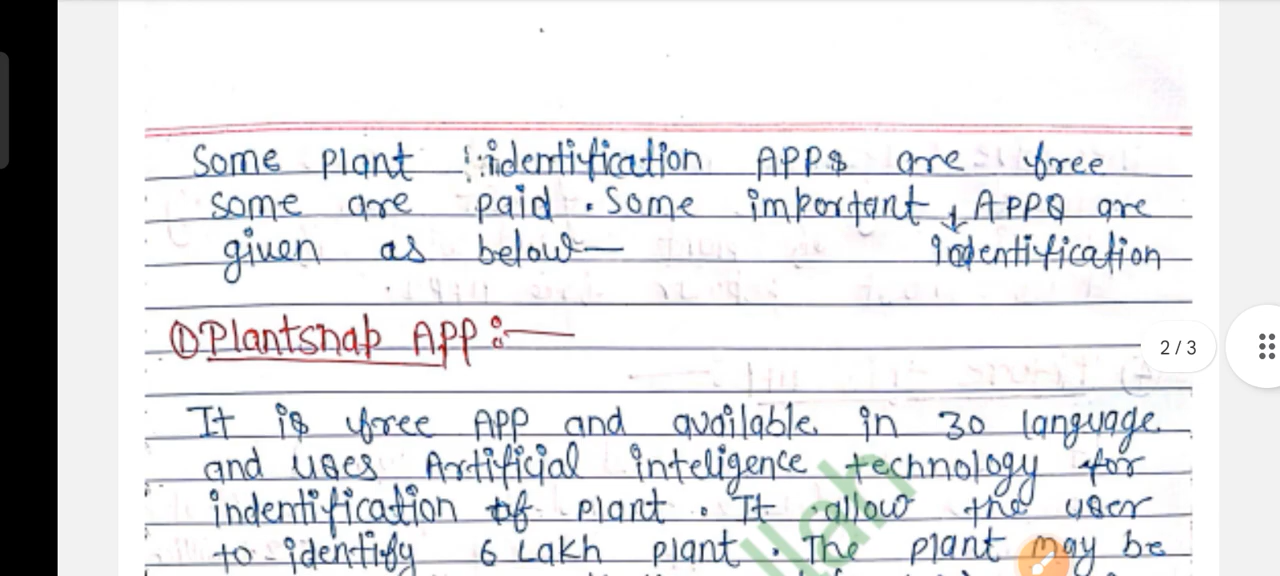 Some plant identification APPs are free
some are paid. Some important ↓ APPs are
given as below— identification
① Plantsnap APP:—
2 / 3
It is free APP and available in 30 language
and uses Artificial inteligence technology for
indentification of plant. It allow the user
to identify 6 Lakh plant. The plant may be